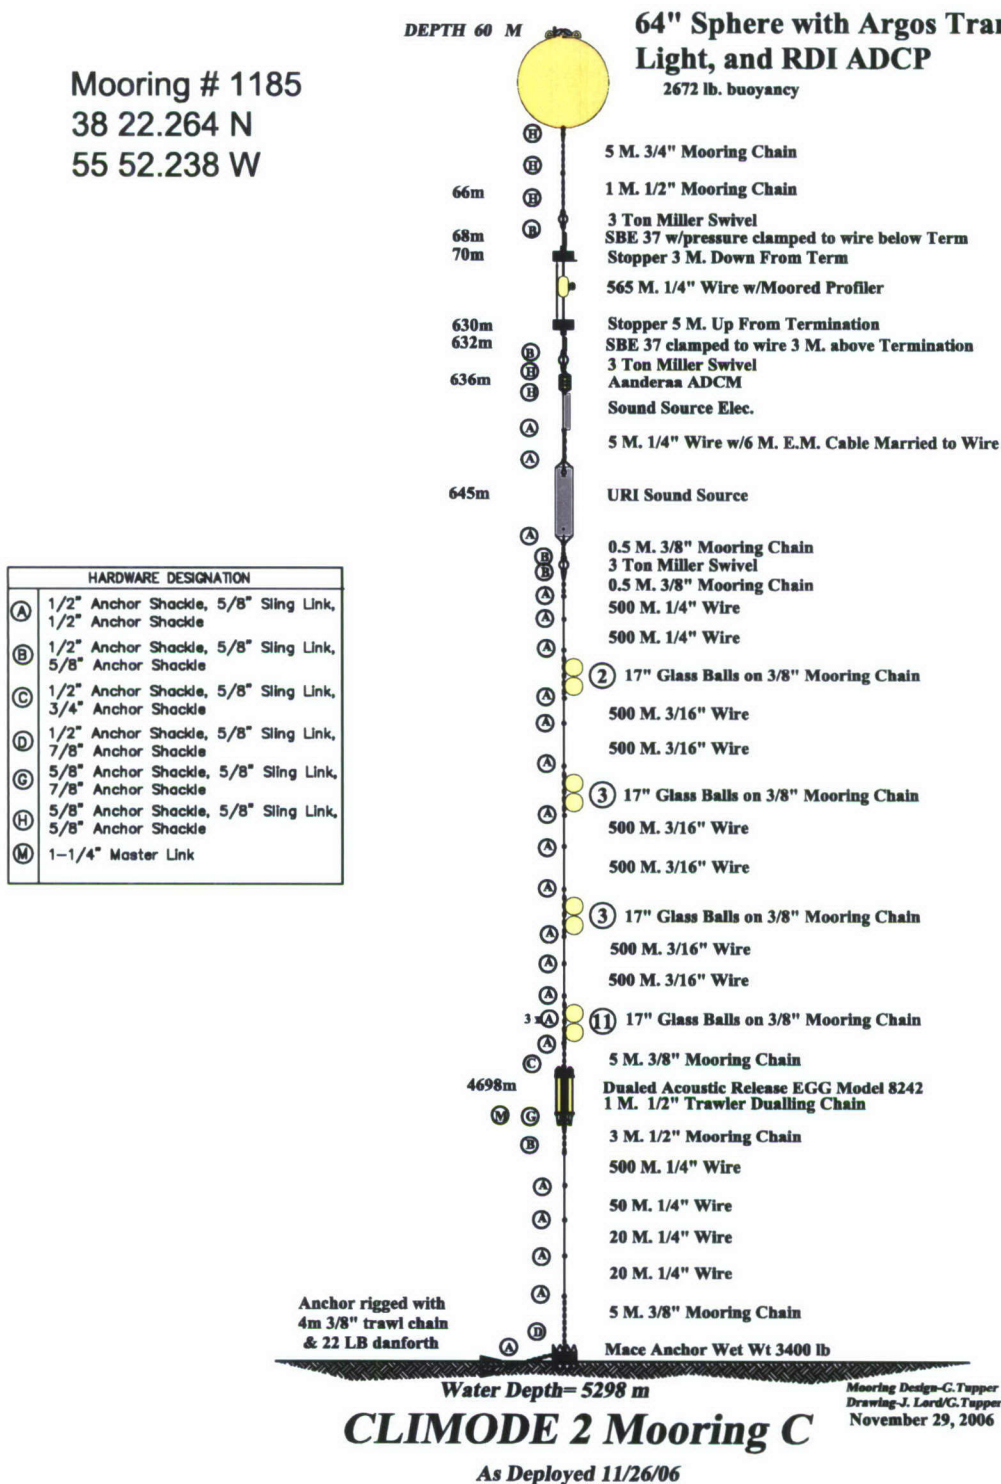 DEPTH 60 M
64" Sphere with Argos
Light, and RDI ADCP
2672 lb. buoyancy
Mooring # 1185
38 22.264 N
55 52.238 W
H
5 M. 3/4" Mooring Chain
H
1 M. 1/2" Mooring Chain
66m
H
3 Ton Miller Swivel
B
68m
SBE 37 w/pressure clamped to wire below Term
70m
Stopper 3 M. Down From Term
565 M. 1/4" Wire w/Moored Profiler
630m
Stopper 5 M. Up From Termination
632m
SBE 37 clamped to wire 3 M. above Termination
B
3 Ton Miller Swivel
H
636m
Aanderaa ADCM
H
Sound Source Elec.
A
5 M. 1/4" Wire w/6 M. E.M. Cable Married to Wire
A
645m
URI Sound Source
A
0.5 M. 3/8" Mooring Chain
B
3 Ton Miller Swivel
B
0.5 M. 3/8" Mooring Chain
A
500 M. 1/4" Wire
A
500 M. 1/4" Wire
A
2 17" Glass Balls on 3/8" Mooring Chain
A
500 M. 3/16" Wire
A
500 M. 3/16" Wire
A
3 17" Glass Balls on 3/8" Mooring Chain
A
500 M. 3/16" Wire
A
500 M. 3/16" Wire
A
3 17" Glass Balls on 3/8" Mooring Chain
A
500 M. 3/16" Wire
A
500 M. 3/16" Wire
A
3 x A
11 17" Glass Balls on 3/8" Mooring Chain
A
5 M. 3/8" Mooring Chain
C
4698m
Dualed Acoustic Release EGG Model 8242
1 M. 1/2" Trawler Dualling Chain
M G
3 M. 1/2" Mooring Chain
B
500 M. 1/4" Wire
A
50 M. 1/4" Wire
A
20 M. 1/4" Wire
A
20 M. 1/4" Wire
A
5 M. 3/8" Mooring Chain
D
A
Mace Anchor Wet Wt 3400 lb
Anchor rigged with
4m 3/8" trawl chain
& 22 LB danforth
HARDWARE DESIGNATION
A 1/2" Anchor Shackle, 5/8" Sling Link,
1/2" Anchor Shackle
B 1/2" Anchor Shackle, 5/8" Sling Link,
5/8" Anchor Shackle
C 1/2" Anchor Shackle, 5/8" Sling Link,
3/4" Anchor Shackle
D 1/2" Anchor Shackle, 5/8" Sling Link,
7/8" Anchor Shackle
G 5/8" Anchor Shackle, 5/8" Sling Link,
7/8" Anchor Shackle
H 5/8" Anchor Shackle, 5/8" Sling Link,
5/8" Anchor Shackle
M 1-1/4" Master Link
Water Depth= 5298 m
Mooring Design-G.Tupper
Drawing-J. Lord/G.Tupper
November 29, 2006
CLIMODE 2 Mooring C
As Deployed 11/26/06